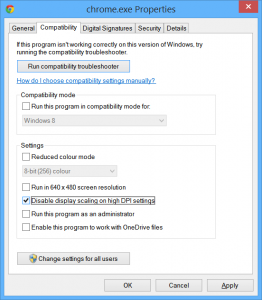 chrome.exe Properties
General Compatibility Digital Signatures Security Details
If this program isn't working correctly on this version of Windows, try
running the compatibility troubleshooter.
Run compatibility troubleshooter
How do I choose compatibility settings manually?
Compatibility mode
Run this program in compatibility mode for:
Windows 8
Settings
Reduced colour mode
8-bit (256) colour
Run in 640 x 480 screen resolution
Disable display scaling on high DPI settings
Run this program as an administrator
Enable this program to work with OneDrive files
Change settings for all users
OK Cancel Apply